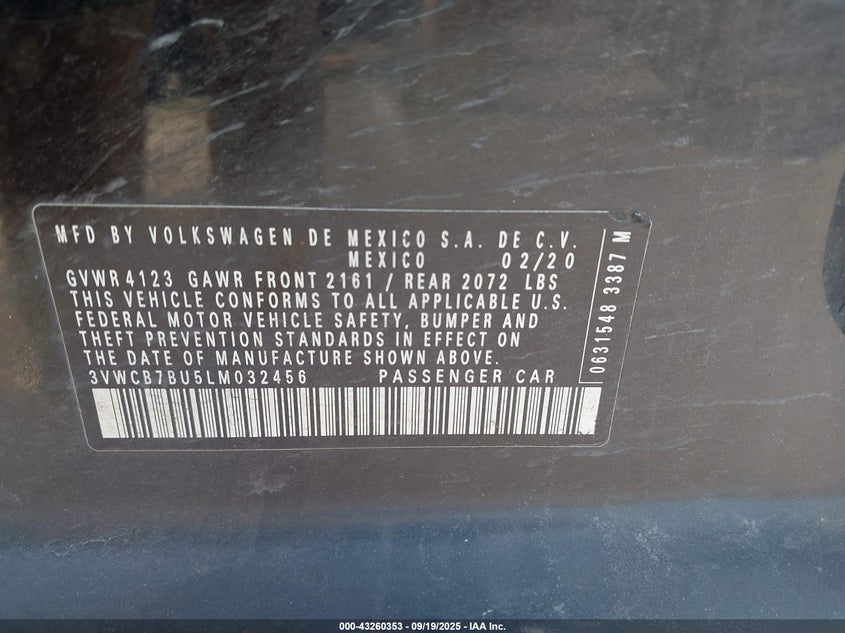 MFD BY VOLKSWAGEN DE MEXICO S.A. DE C.V.
MEXICO 02/20
GVWR 4123 GAWR FRONT 2161 / REAR 2072 LBS
THIS VEHICLE CONFORMS TO ALL APPLICABLE U.S.
FEDERAL MOTOR VEHICLE SAFETY, BUMPER AND
THEFT PREVENTION STANDARDS IN EFFECT ON
THE DATE OF MANUFACTURE SHOWN ABOVE.
3VWCB7BU5LM032456 PASSENGER CAR
0631548 3387 M
000-43260353 - 09/19/2025 - IAA Inc.